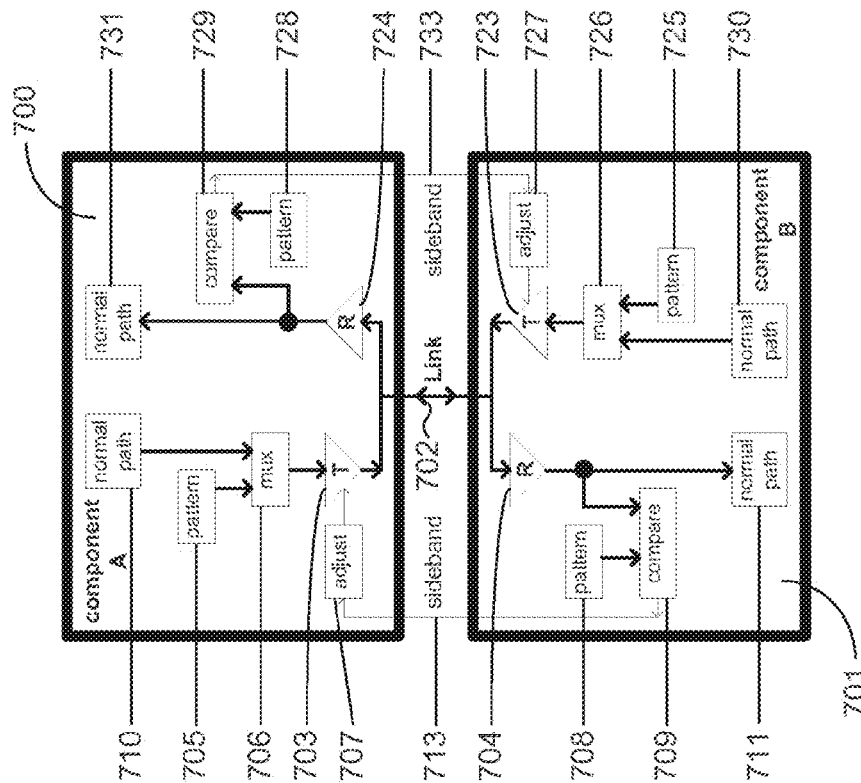 731
729
728
724
733
723
727
726
725
730
700
normal
path
compare
pattern
R
normal
path
pattern
mux
T
adjust
component
A
sideband
Link
702
sideband
adjust
T
mux
pattern
normal
path
component
B
R
pattern
compare
normal
path
710
705
706
703
707
713
704
708
709
711
701